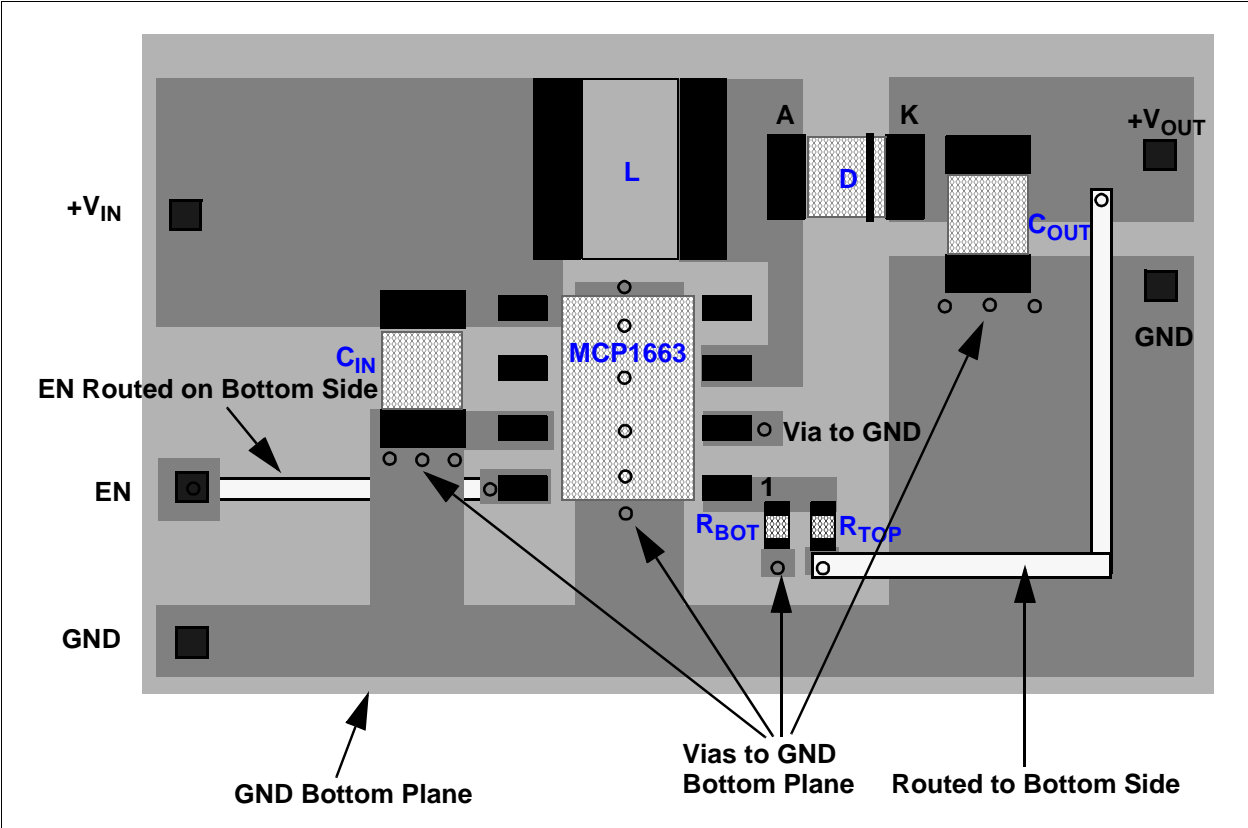 A
K
+VOUT
L
D
+VIN
COUT
MCP1663
GND
CIN
EN Routed on Bottom Side
Via to GND
EN
1
RBOT
RTOP
GND
Vias to GND
Bottom Plane
Routed to Bottom Side
GND Bottom Plane